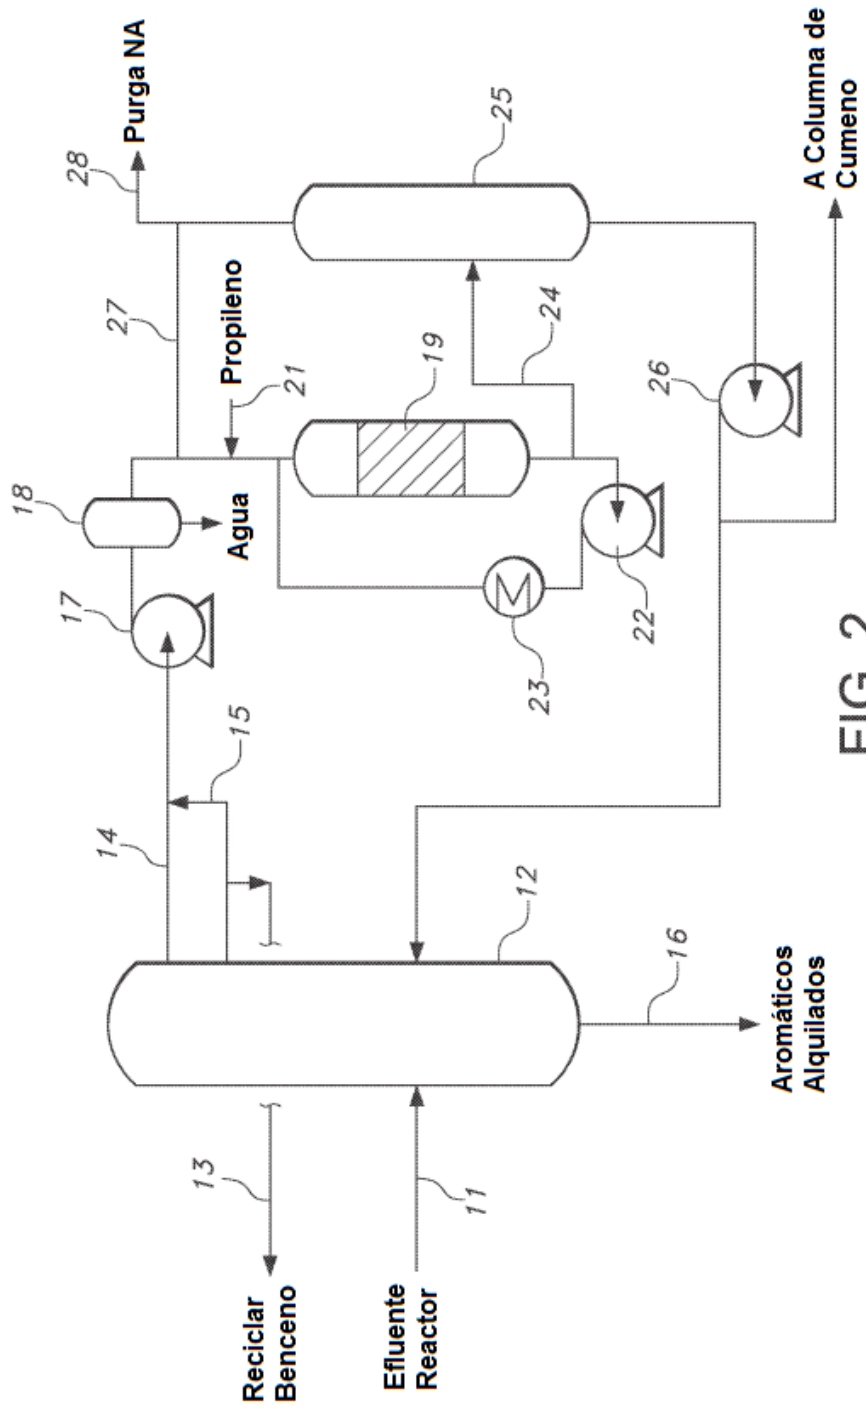 18
28
17
Purga NA
14
27
13
15
Agua
Propileno
21
Reciclar
Benceno
Efluente
Reactor
19
11
25
12
23
24
22
26
16
Aromáticos
Alquilados
A Columna de
Cumeno
FIG. 2